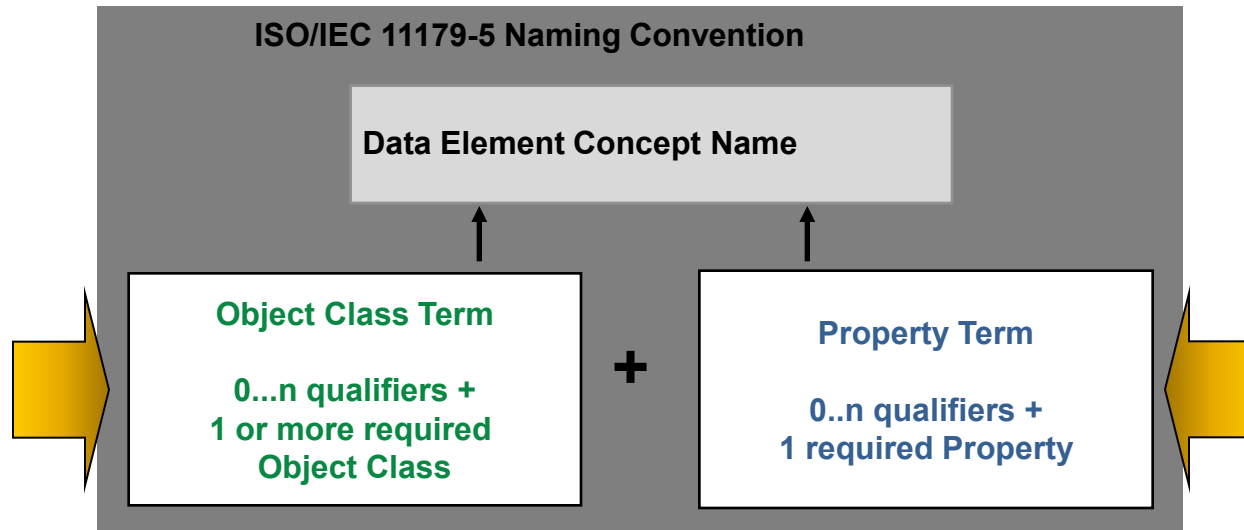 ISO/IEC 11179-5 Naming Convention
Data Element Concept Name
Object Class Term
0...n qualifiers +
1 or more required
Object Class
+
Property Term
0..n qualifiers +
1 required Property